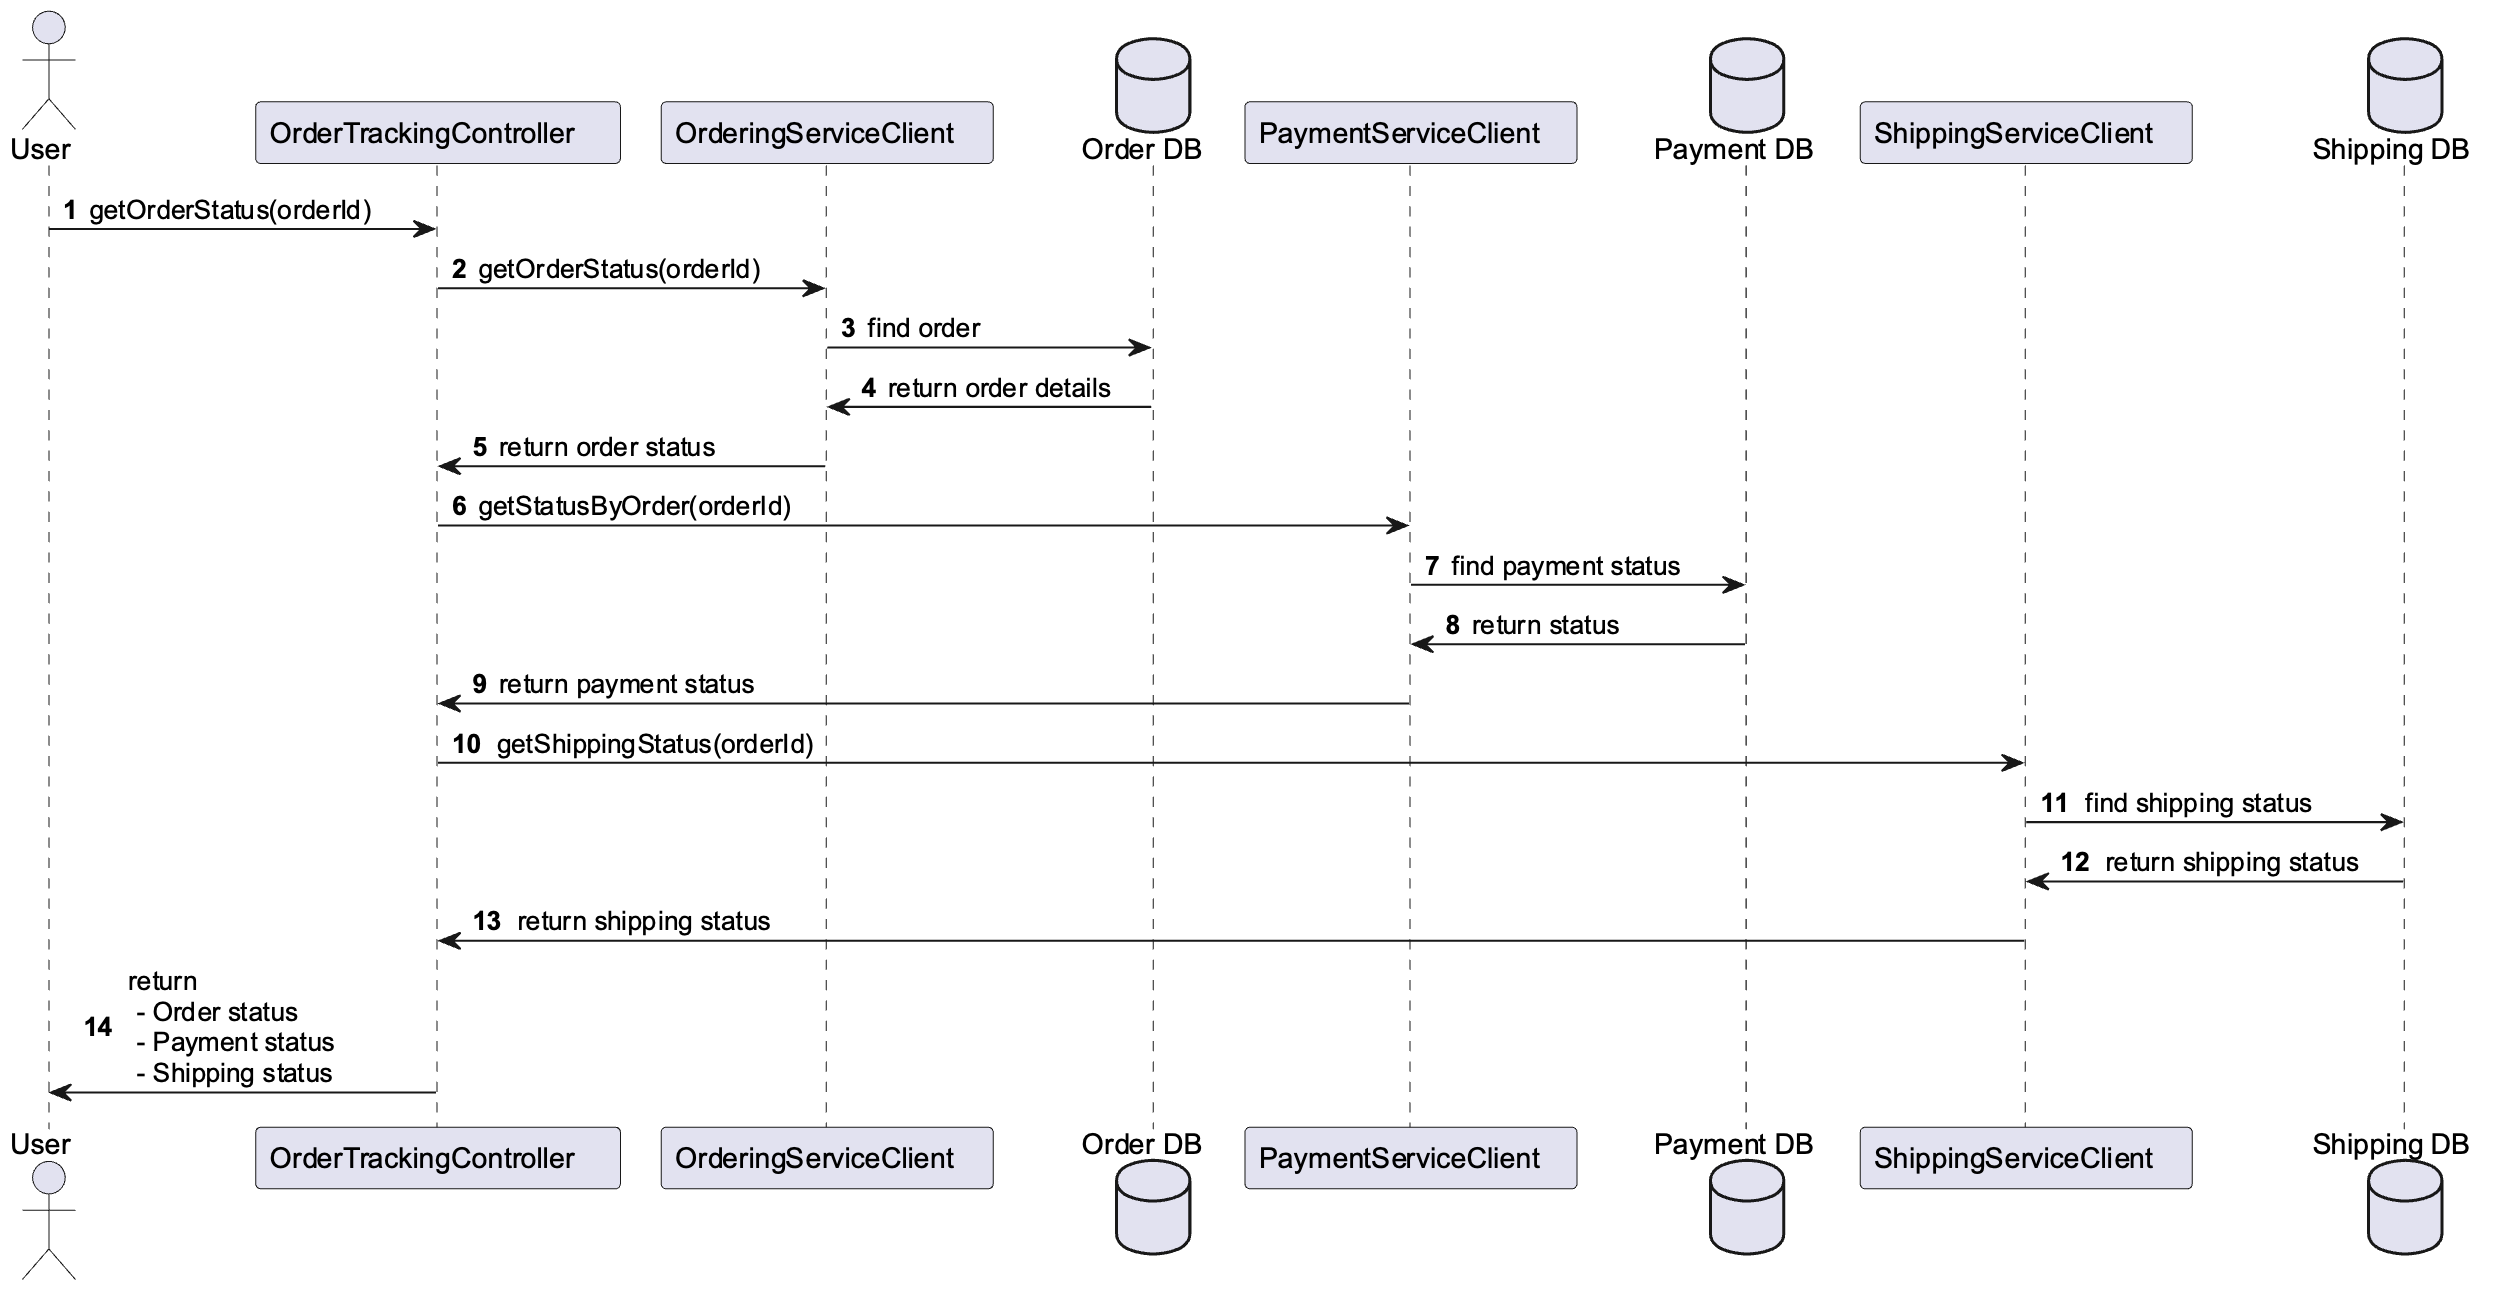 User
OrderTrackingController
OrderingServiceClient
Order DB
PaymentServiceClient
Payment DB
ShippingServiceClient
Shipping DB
1 getOrderStatus(orderId)
2 getOrderStatus(orderId)
3 find order
4 return order details
5 return order status
6 getStatusByOrder(orderId)
7 find payment status
8 return status
9 return payment status
10 getShippingStatus(orderId)
11 find shipping status
12 return shipping status
13 return shipping status
14 return
- Order status
- Payment status
- Shipping status
User
OrderTrackingController
OrderingServiceClient
Order DB
PaymentServiceClient
Payment DB
ShippingServiceClient
Shipping DB